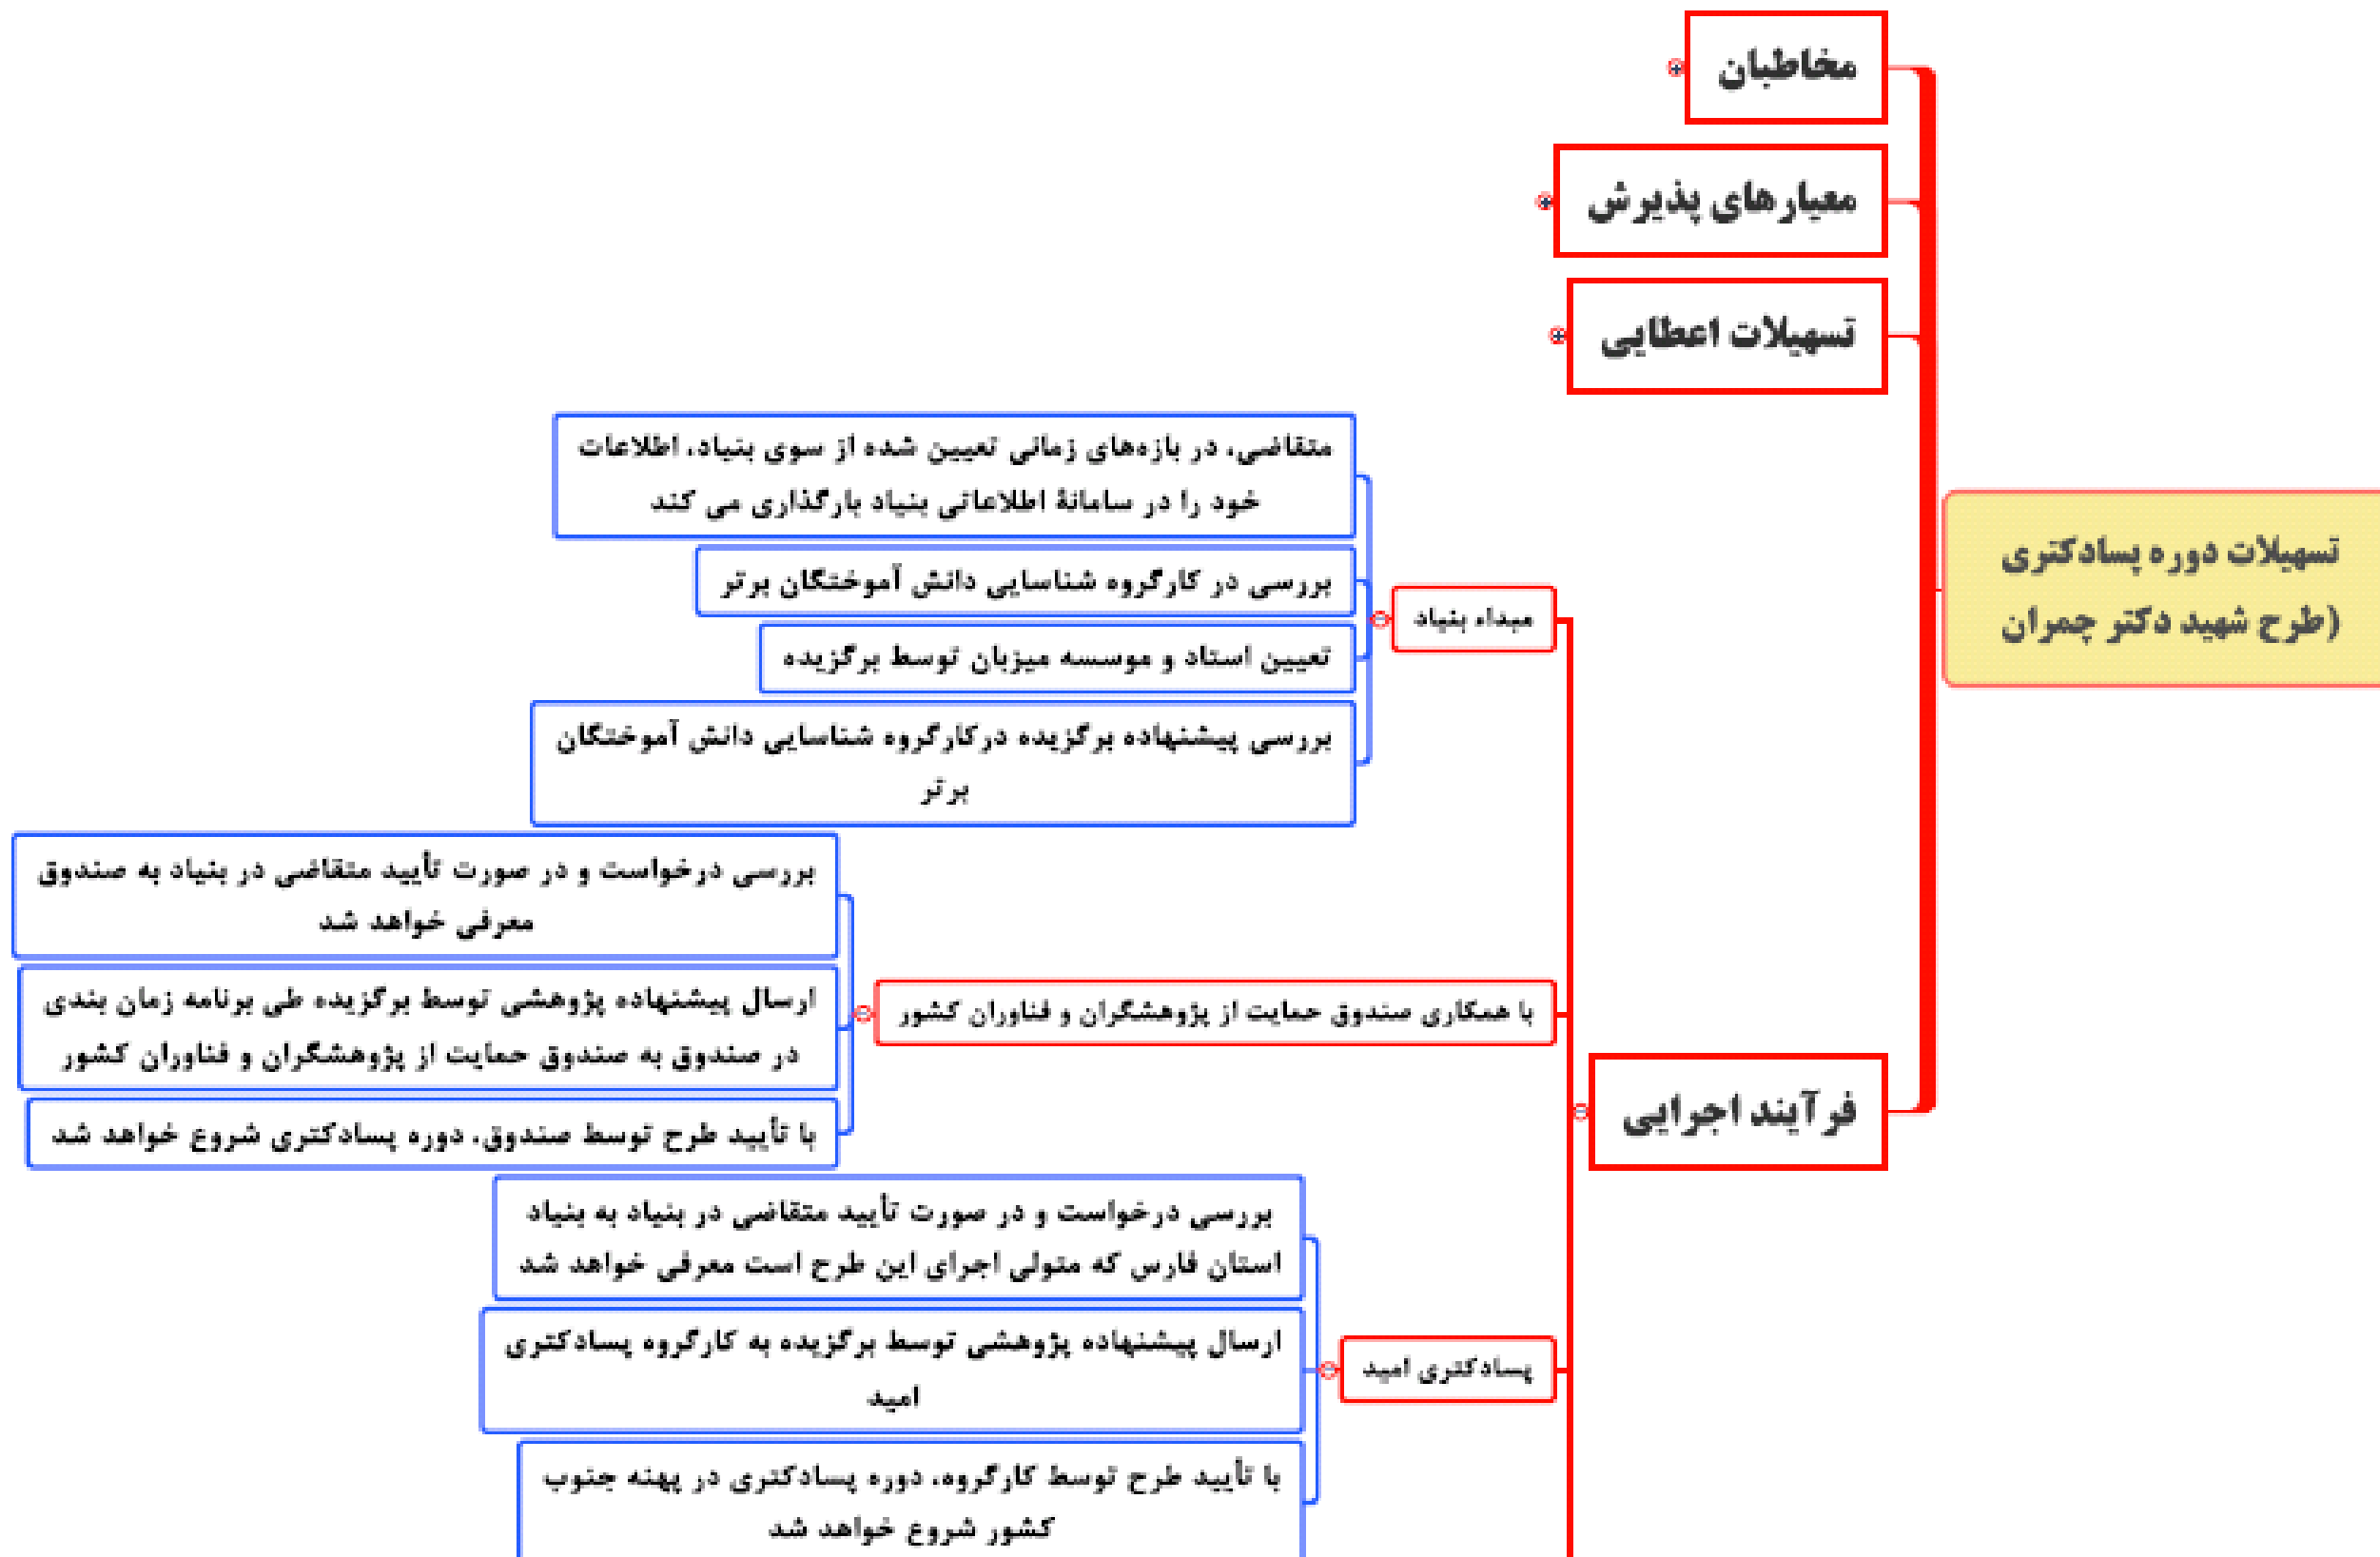 تسهیلات دوره پسادکتری
(طرح شهید دکتر چمران
مخاطبان
معیارهای پذیرش
تسهیلات اعطایی
فرآیند اجرایی
مبداء بنیاد
متقاضی، در بازه‌های زمانی تعیین شده از سوی بنیاد، اطلاعات
خود را در سامانۀ اطلاعاتی بنیاد بارگذاری می کند
بررسی در کارگروه شناسایی دانش آموختگان برتر
تعیین استاد و موسسه میزبان توسط برگزیده
بررسی پیشنهاده برگزیده درکارگروه شناسایی دانش آموختگان
برتر
با همکاری صندوق حمایت از پژوهشگران و فناوران کشور
بررسی درخواست و در صورت تأیید متقاضی در بنیاد به صندوق
معرفی خواهد شد
ارسال پیشنهاده پژوهشی توسط برگزیده طی برنامه زمان بندی
در صندوق به صندوق حمایت از پژوهشگران و فناوران کشور
با تأیید طرح توسط صندوق، دوره پسادکتری شروع خواهد شد
پسادکتری امید
بررسی درخواست و در صورت تأیید متقاضی در بنیاد به بنیاد
استان فارس که متولی اجرای این طرح است معرفی خواهد شد
ارسال پیشنهاده پژوهشی توسط برگزیده به کارگروه پسادکتری
امید
با تأیید طرح توسط کارگروه، دوره پسادکتری در پهنه جنوب
کشور شروع خواهد شد